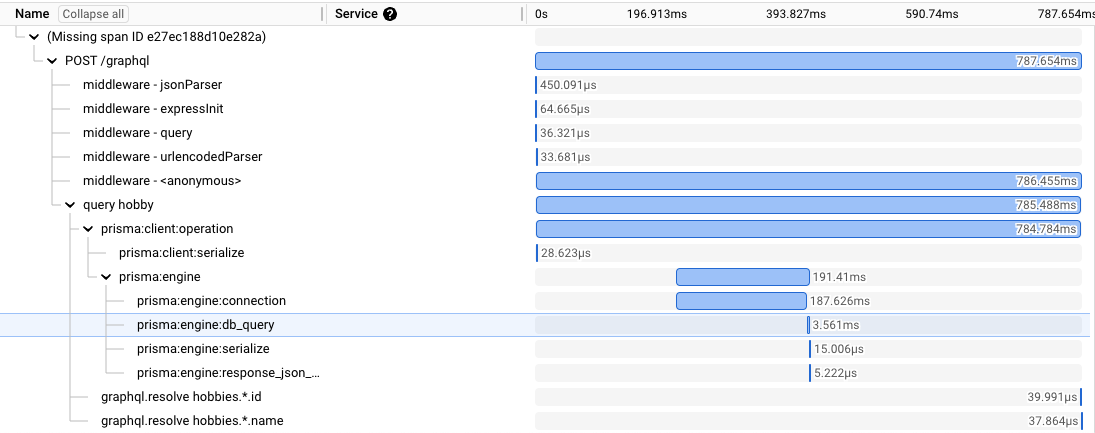 Name Collapse all Service ? 0s 196.913ms 393.827ms 590.74ms 787.654ms
(Missing span ID e27ec188d10e282a)
POST /graphql 787.654ms
middleware - jsonParser 450.091μs
middleware - expressInit 64.665μs
middleware - query 36.321μs
middleware - urlencodedParser 33.681μs
middleware - <anonymous> 786.455ms
query hobby 785.488ms
prisma:client:operation 784.784ms
prisma:client:serialize 28.623μs
prisma:engine 191.41ms
prisma:engine:connection 187.626ms
prisma:engine:db_query 3.561ms
prisma:engine:serialize 15.006μs
prisma:engine:response_json_... 5.222μs
graphql.resolve hobbies.*.id 39.991μs
graphql.resolve hobbies.*.name 37.864μs